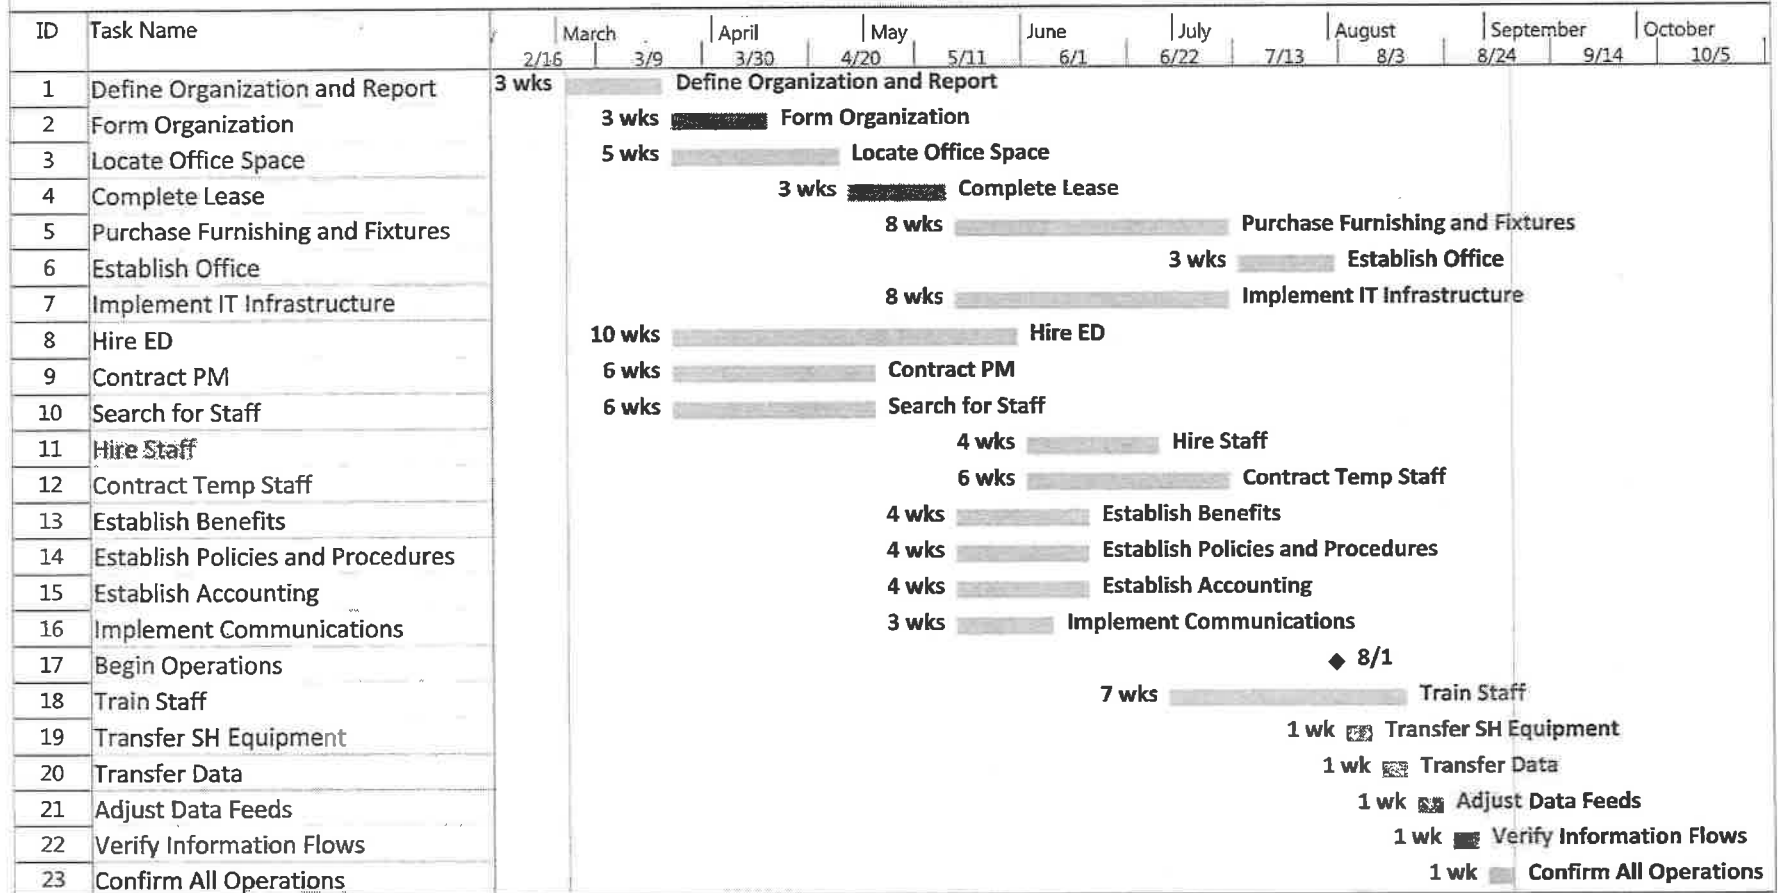 ID Task Name March April May June July August September October
2/16 3/9 3/30 4/20 5/11 6/1 6/22 7/13 8/3 8/24 9/14 10/5
1 Define Organization and Report 3 wks Define Organization and Report
2 Form Organization 3 wks Form Organization
3 Locate Office Space 5 wks Locate Office Space
4 Complete Lease 3 wks Complete Lease
5 Purchase Furnishing and Fixtures 8 wks Purchase Furnishing and Fixtures
6 Establish Office 3 wks Establish Office
7 Implement IT Infrastructure 8 wks Implement IT Infrastructure
8 Hire ED 10 wks Hire ED
9 Contract PM 6 wks Contract PM
10 Search for Staff 6 wks Search for Staff
11 Hire Staff 4 wks Hire Staff
12 Contract Temp Staff 6 wks Contract Temp Staff
13 Establish Benefits 4 wks Establish Benefits
14 Establish Policies and Procedures 4 wks Establish Policies and Procedures
15 Establish Accounting 4 wks Establish Accounting
16 Implement Communications 3 wks Implement Communications
17 Begin Operations 8/1
18 Train Staff 7 wks Train Staff
19 Transfer SH Equipment 1 wk Transfer SH Equipment
20 Transfer Data 1 wk Transfer Data
21 Adjust Data Feeds 1 wk Adjust Data Feeds
22 Verify Information Flows 1 wk Verify Information Flows
23 Confirm All Operations 1 wk Confirm All Operations